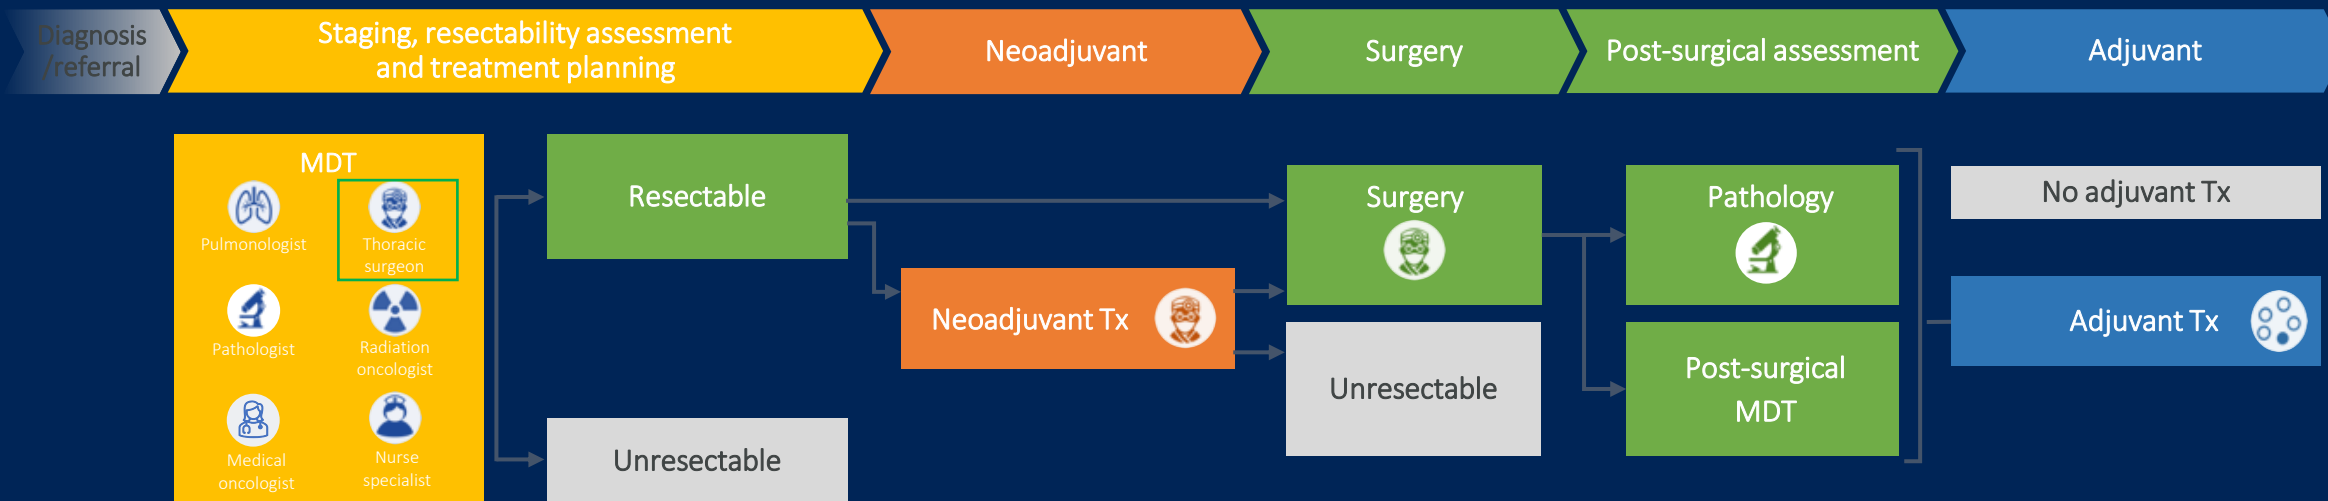 Diagnosis
/referral
Staging, resectability assessment
and treatment planning
Neoadjuvant
Surgery
Post-surgical assessment
Adjuvant
MDT
Pulmonologist
Thoracic
surgeon
Pathologist
Radiation
oncologist
Medical
oncologist
Nurse
specialist
Resectable
Unresectable
Neoadjuvant Tx
Surgery
Unresectable
Pathology
Post-surgical
MDT
No adjuvant Tx
Adjuvant Tx